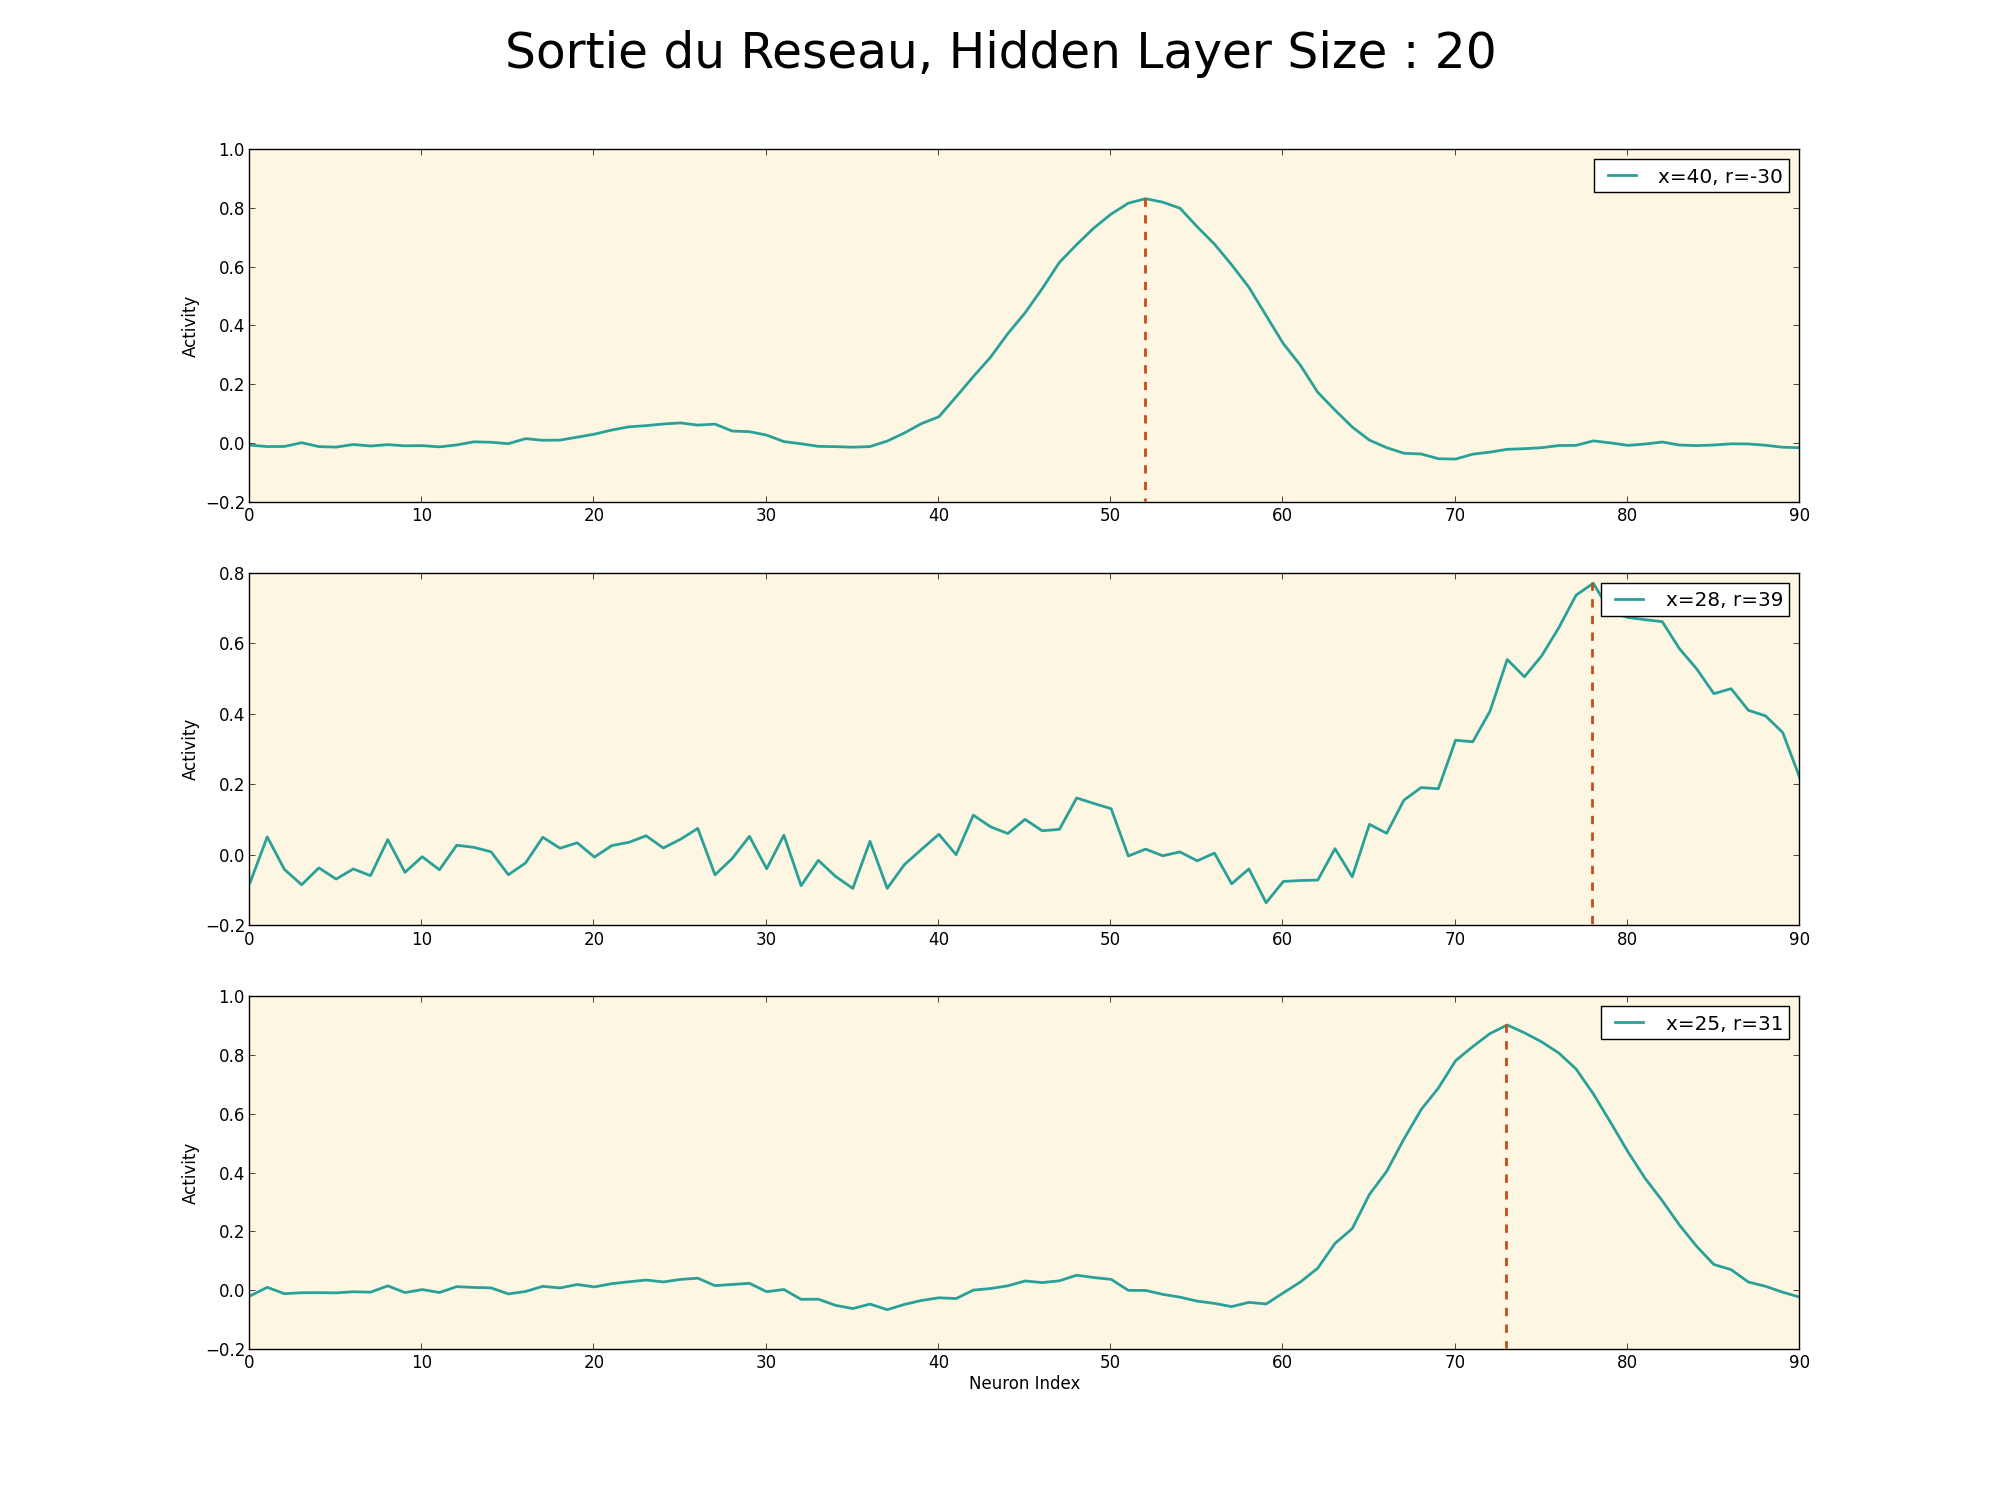 Sortie du Reseau, Hidden Layer Size : 20
1.0
0.8
0.6
0.4
0.2
0.0
−0.2
Activity
x=40, r=-30
0 10 20 30 40 50 60 70 80 90
0.8
0.6
0.4
0.2
0.0
−0.2
Activity
x=28, r=39
0 10 20 30 40 50 60 70 80 90
1.0
0.8
0.6
0.4
0.2
0.0
−0.2
Activity
x=25, r=31
0 10 20 30 40 50 60 70 80 90
Neuron Index